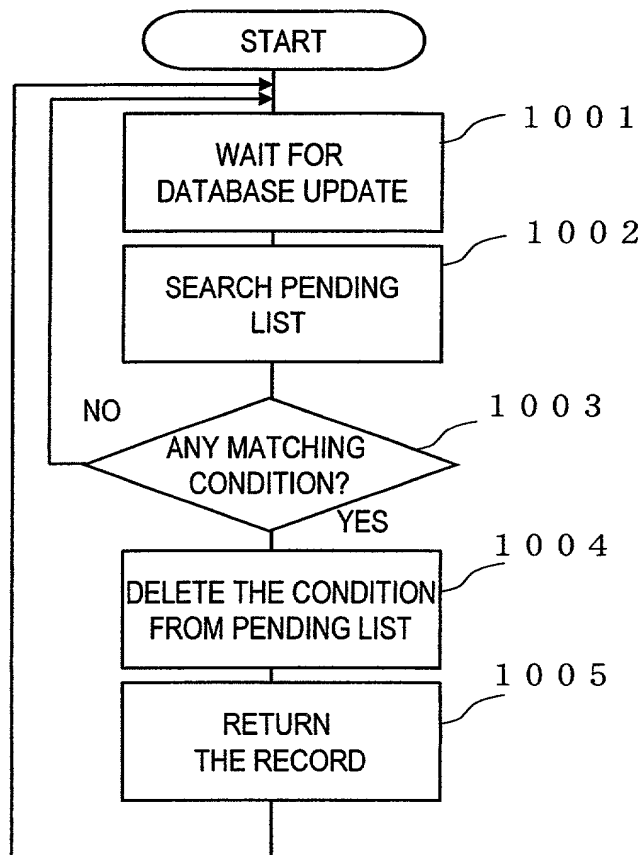 START
1001
WAIT FOR
DATABASE UPDATE
1002
SEARCH PENDING
LIST
NO
1003
ANY MATCHING
CONDITION?
YES
1004
DELETE THE CONDITION
FROM PENDING LIST
1005
RETURN
THE RECORD